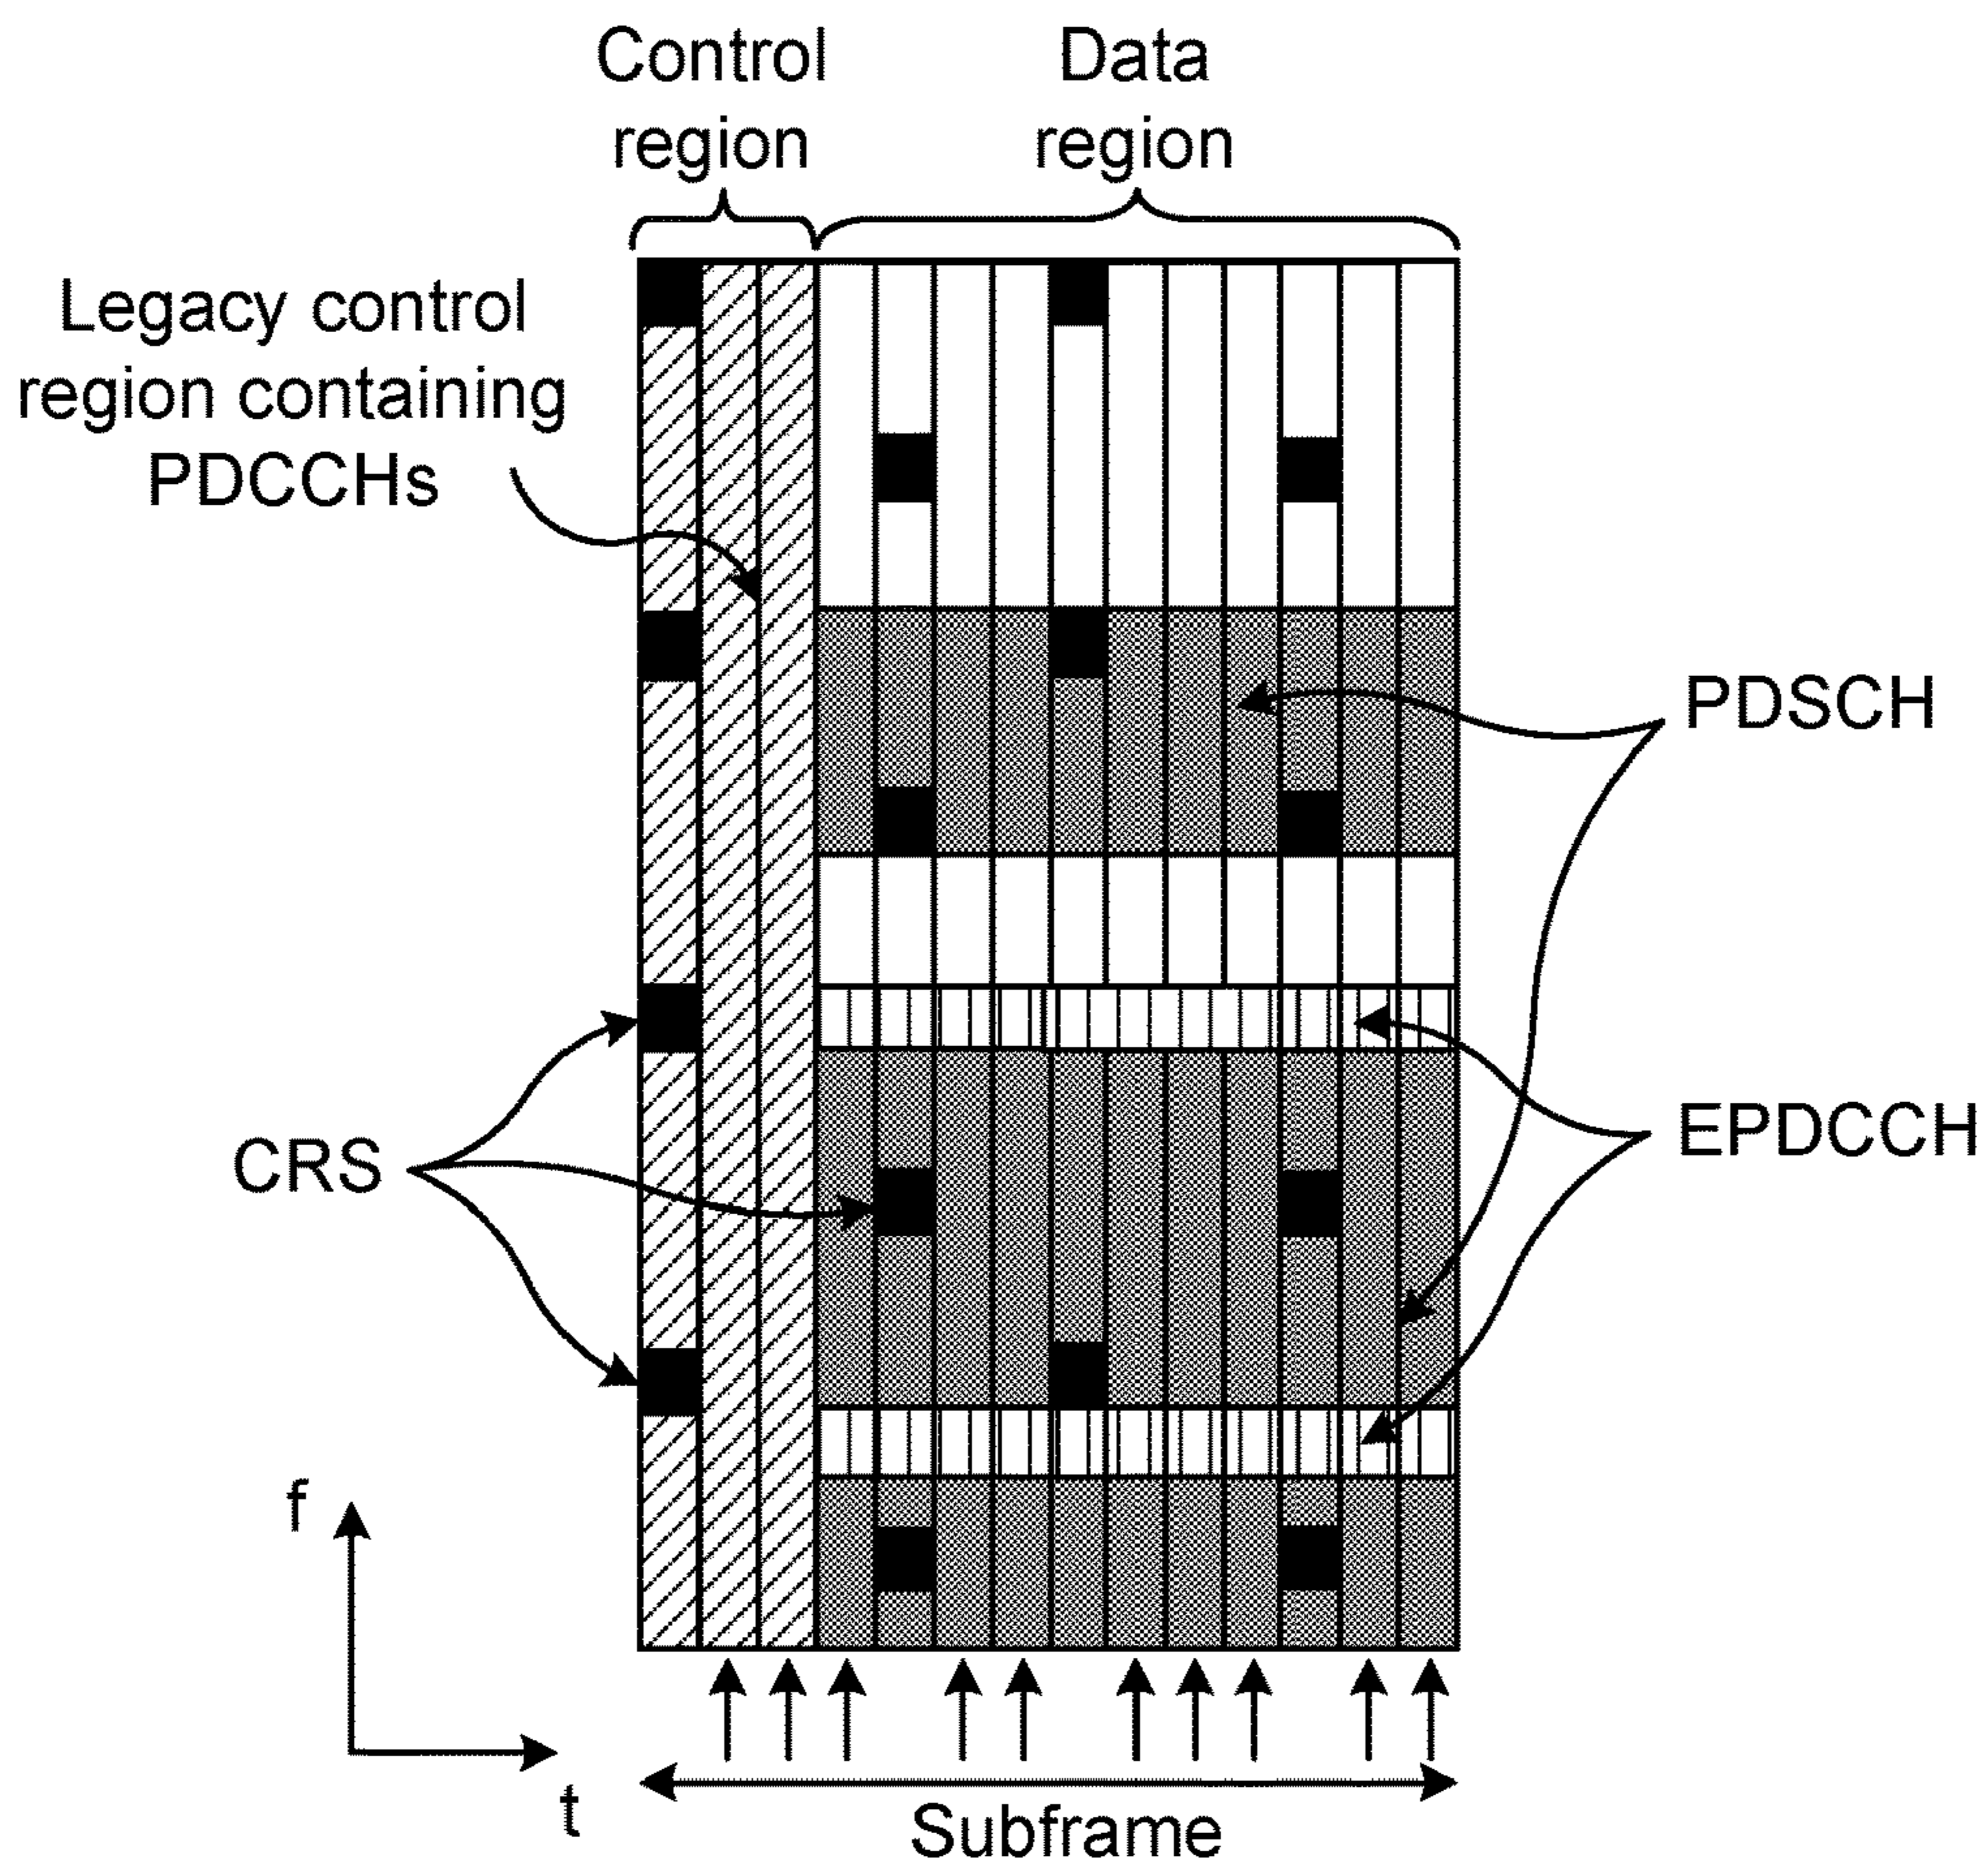 Control
region
Data
region
Legacy control
region containing
PDCCHs
PDSCH
EPDCCH
CRS
f
t
Subframe